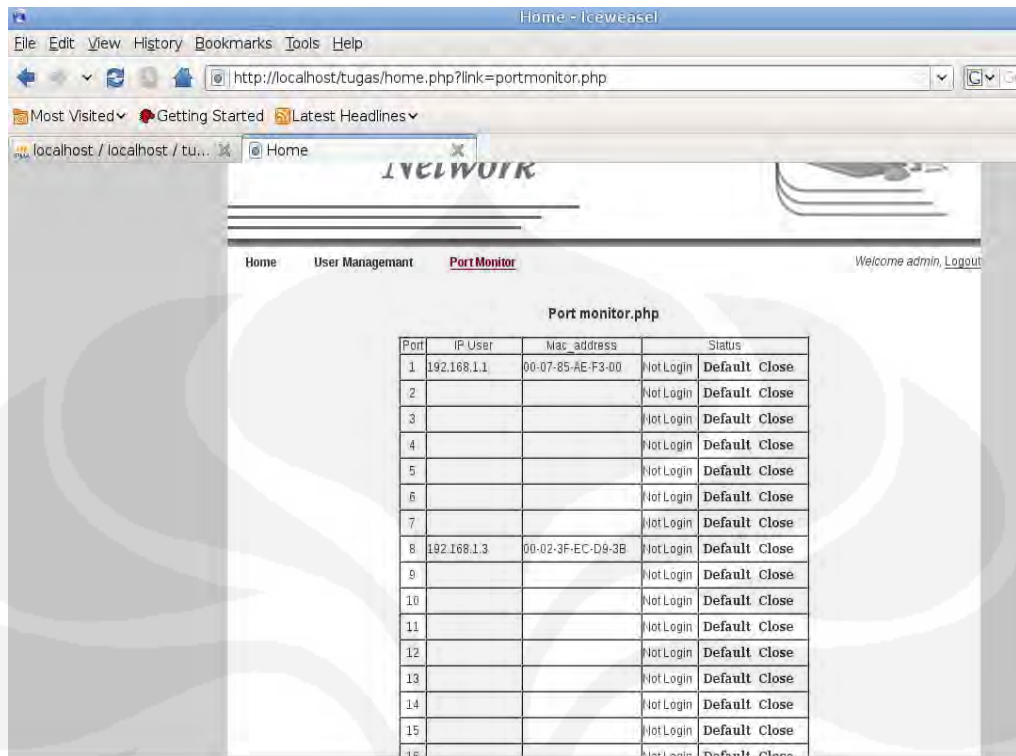 Home - Iceweasel
File Edit View History Bookmarks Tools Help
http://localhost/tugas/home.php?link=portmonitor.php
G
Most Visited Getting Started Latest Headlines
localhost / localhost / tu... Home
Network
Home User Managemant Port Monitor Welcome admin, Logout
Port monitor.php
Port IP User Mac_address Status
1 192.168.1.1 00-07-85-AE-F3-00 Not Login Default Close
2 Not Login Default Close
3 Not Login Default Close
4 Not Login Default Close
5 Not Login Default Close
6 Not Login Default Close
7 Not Login Default Close
8 192.168.1.3 00-02-3F-EC-D9-3B Not Login Default Close
9 Not Login Default Close
10 Not Login Default Close
11 Not Login Default Close
12 Not Login Default Close
13 Not Login Default Close
14 Not Login Default Close
15 Not Login Default Close
16 Not Login Default Close